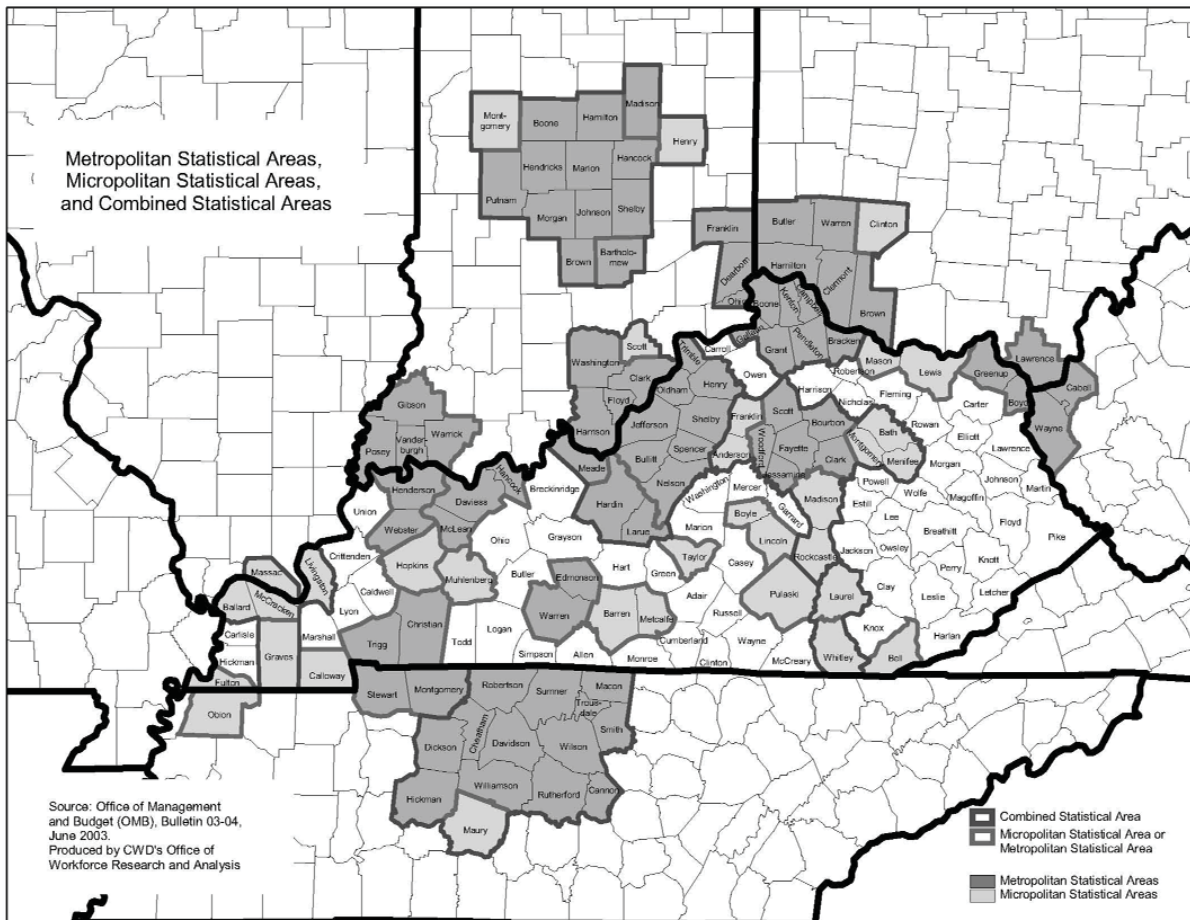 Metropolitan Statistical Areas,
Micropolitan Statistical Areas,
and Combined Statistical Areas
Mont-
gomery
Boone
Hamilton
Madison
Henry
Hendricks
Marion
Hancock
Putnam
Morgan
Johnson
Shelby
Brown
Bartholo-
mew
Franklin
Butler
Warren
Clinton
Dearborn
Hamilton
Clermont
Ohio
Boone
Kenton
Campbell
Brown
Gallatin
Grant
Pendleton
Bracken
Washington
Scott
Clark
Floyd
Harrison
Trimble
Carroll
Owen
Robertson
Mason
Lewis
Greenup
Lawrence
Boyd
Cabell
Wayne
Oldham
Henry
Harrison
Nicholas
Fleming
Rowan
Carter
Elliott
Lawrence
Gibson
Posey
Vander-
burgh
Warrick
Jefferson
Shelby
Franklin
Scott
Bourbon
Bath
Montgomery
Menifee
Morgan
Johnson
Martin
Bullitt
Spencer
Anderson
Woodford
Fayette
Clark
Meade
Nelson
Jessamine
Powell
Wolfe
Magoffin
Henderson
Daviess
Hancock
Breckinridge
Hardin
Washington
Mercer
Garrard
Madison
Estill
Lee
Breathitt
Floyd
Pike
Union
Webster
McLean
Ohio
Grayson
Larue
Marion
Boyle
Lincoln
Rockcastle
Jackson
Owsley
Perry
Knott
Crittenden
Hopkins
Muhlenberg
Butler
Edmonson
Hart
Green
Taylor
Casey
Pulaski
Laurel
Clay
Leslie
Letcher
Massac
Livingston
Caldwell
Lyon
Ballard
McCracken
Carlisle
Marshall
Trigg
Christian
Todd
Logan
Warren
Barren
Metcalfe
Adair
Russell
Knox
Harlan
Hickman
Graves
Calloway
Simpson
Allen
Monroe
Cumberland
Clinton
Wayne
McCreary
Whitley
Bell
Fulton
Obion
Stewart
Montgomery
Robertson
Sumner
Macon
Trous-
dale
Smith
Dickson
Cheatham
Davidson
Wilson
Hickman
Williamson
Rutherford
Cannon
Maury
Source: Office of Management
and Budget (OMB), Bulletin 03-04,
June 2003.
Produced by CWD's Office of
Workforce Research and Analysis
Combined Statistical Area
Micropolitan Statistical Area or
Metropolitan Statistical Area
Metropolitan Statistical Areas
Micropolitan Statistical Areas